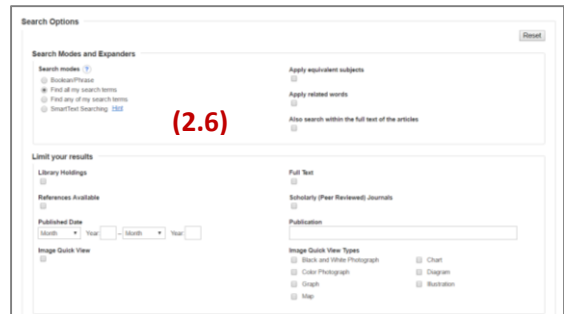 Search Options
Reset
Search Modes and Expanders
Search modes ?
Boolean/Phrase
Find all my search terms
Find any of my search terms
SmartText Searching Hint
Apply equivalent subjects
Apply related words
Also search within the full text of the articles
(2.6)
Limit your results
Library Holdings
Full Text
References Available
Scholarly (Peer Reviewed) Journals
Published Date
Month Year: – Month Year:
Publication
Image Quick View
Image Quick View Types
Black and White Photograph Chart
Color Photograph Diagram
Graph Illustration
Map